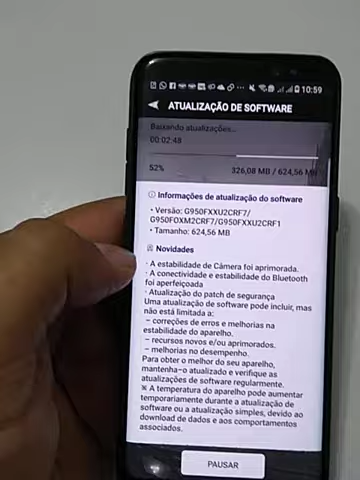 10:59
ATUALIZAÇÃO DE SOFTWARE
Baixando atualizações...
00:02:48
52% 326,08 MB / 624,56 MB
Informações de atualização do software
• Versão: G950FXXU2CRF7/
G950FOXM2CRF7/G950FXXU2CRF1
• Tamanho: 624,56 MB
Novidades
· A estabilidade de Câmera foi aprimorada.
· A conectividade e estabilidade do Bluetooth
foi aperfeiçoada
· Atualização do patch de segurança
Uma atualização de software pode incluir, mas
não está limitada a:
– correções de erros e melhorias na
estabilidade do aparelho.
– recursos novos e/ou aprimorados.
– melhorias no desempenho.
Para obter o melhor do seu aparelho,
mantenha-o atualizado e verifique as
atualizações de software regularmente.
※ A temperatura do aparelho pode aumentar
temporariamente durante a atualização de
software ou a atualização simples, devido ao
download de dados e aos comportamentos
associados.
PAUSAR